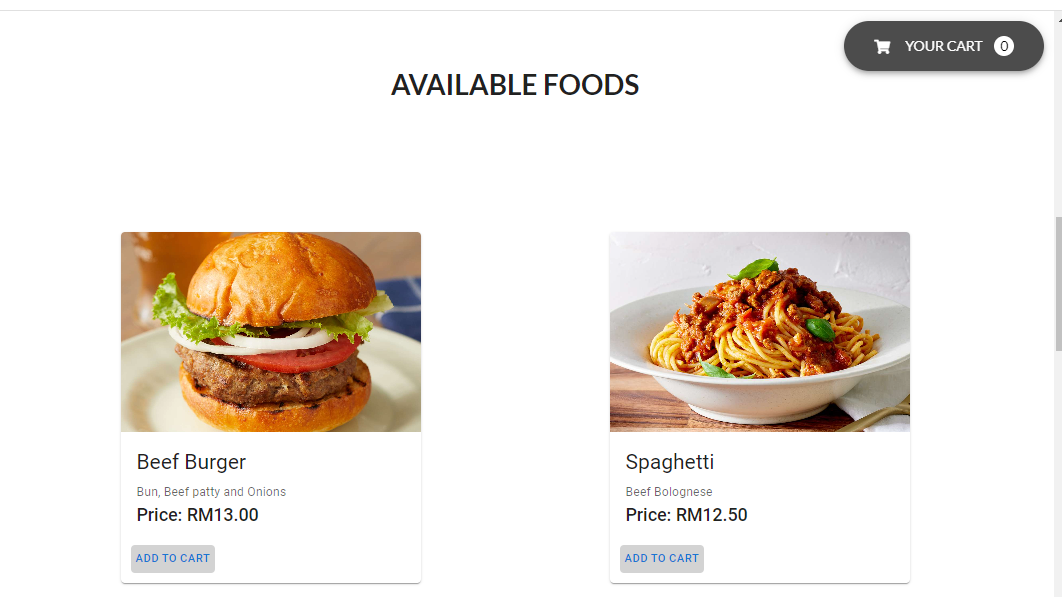 YOUR CART 0
AVAILABLE FOODS
Beef Burger
Bun, Beef patty and Onions
Price: RM13.00
ADD TO CART
Spaghetti
Beef Bolognese
Price: RM12.50
ADD TO CART